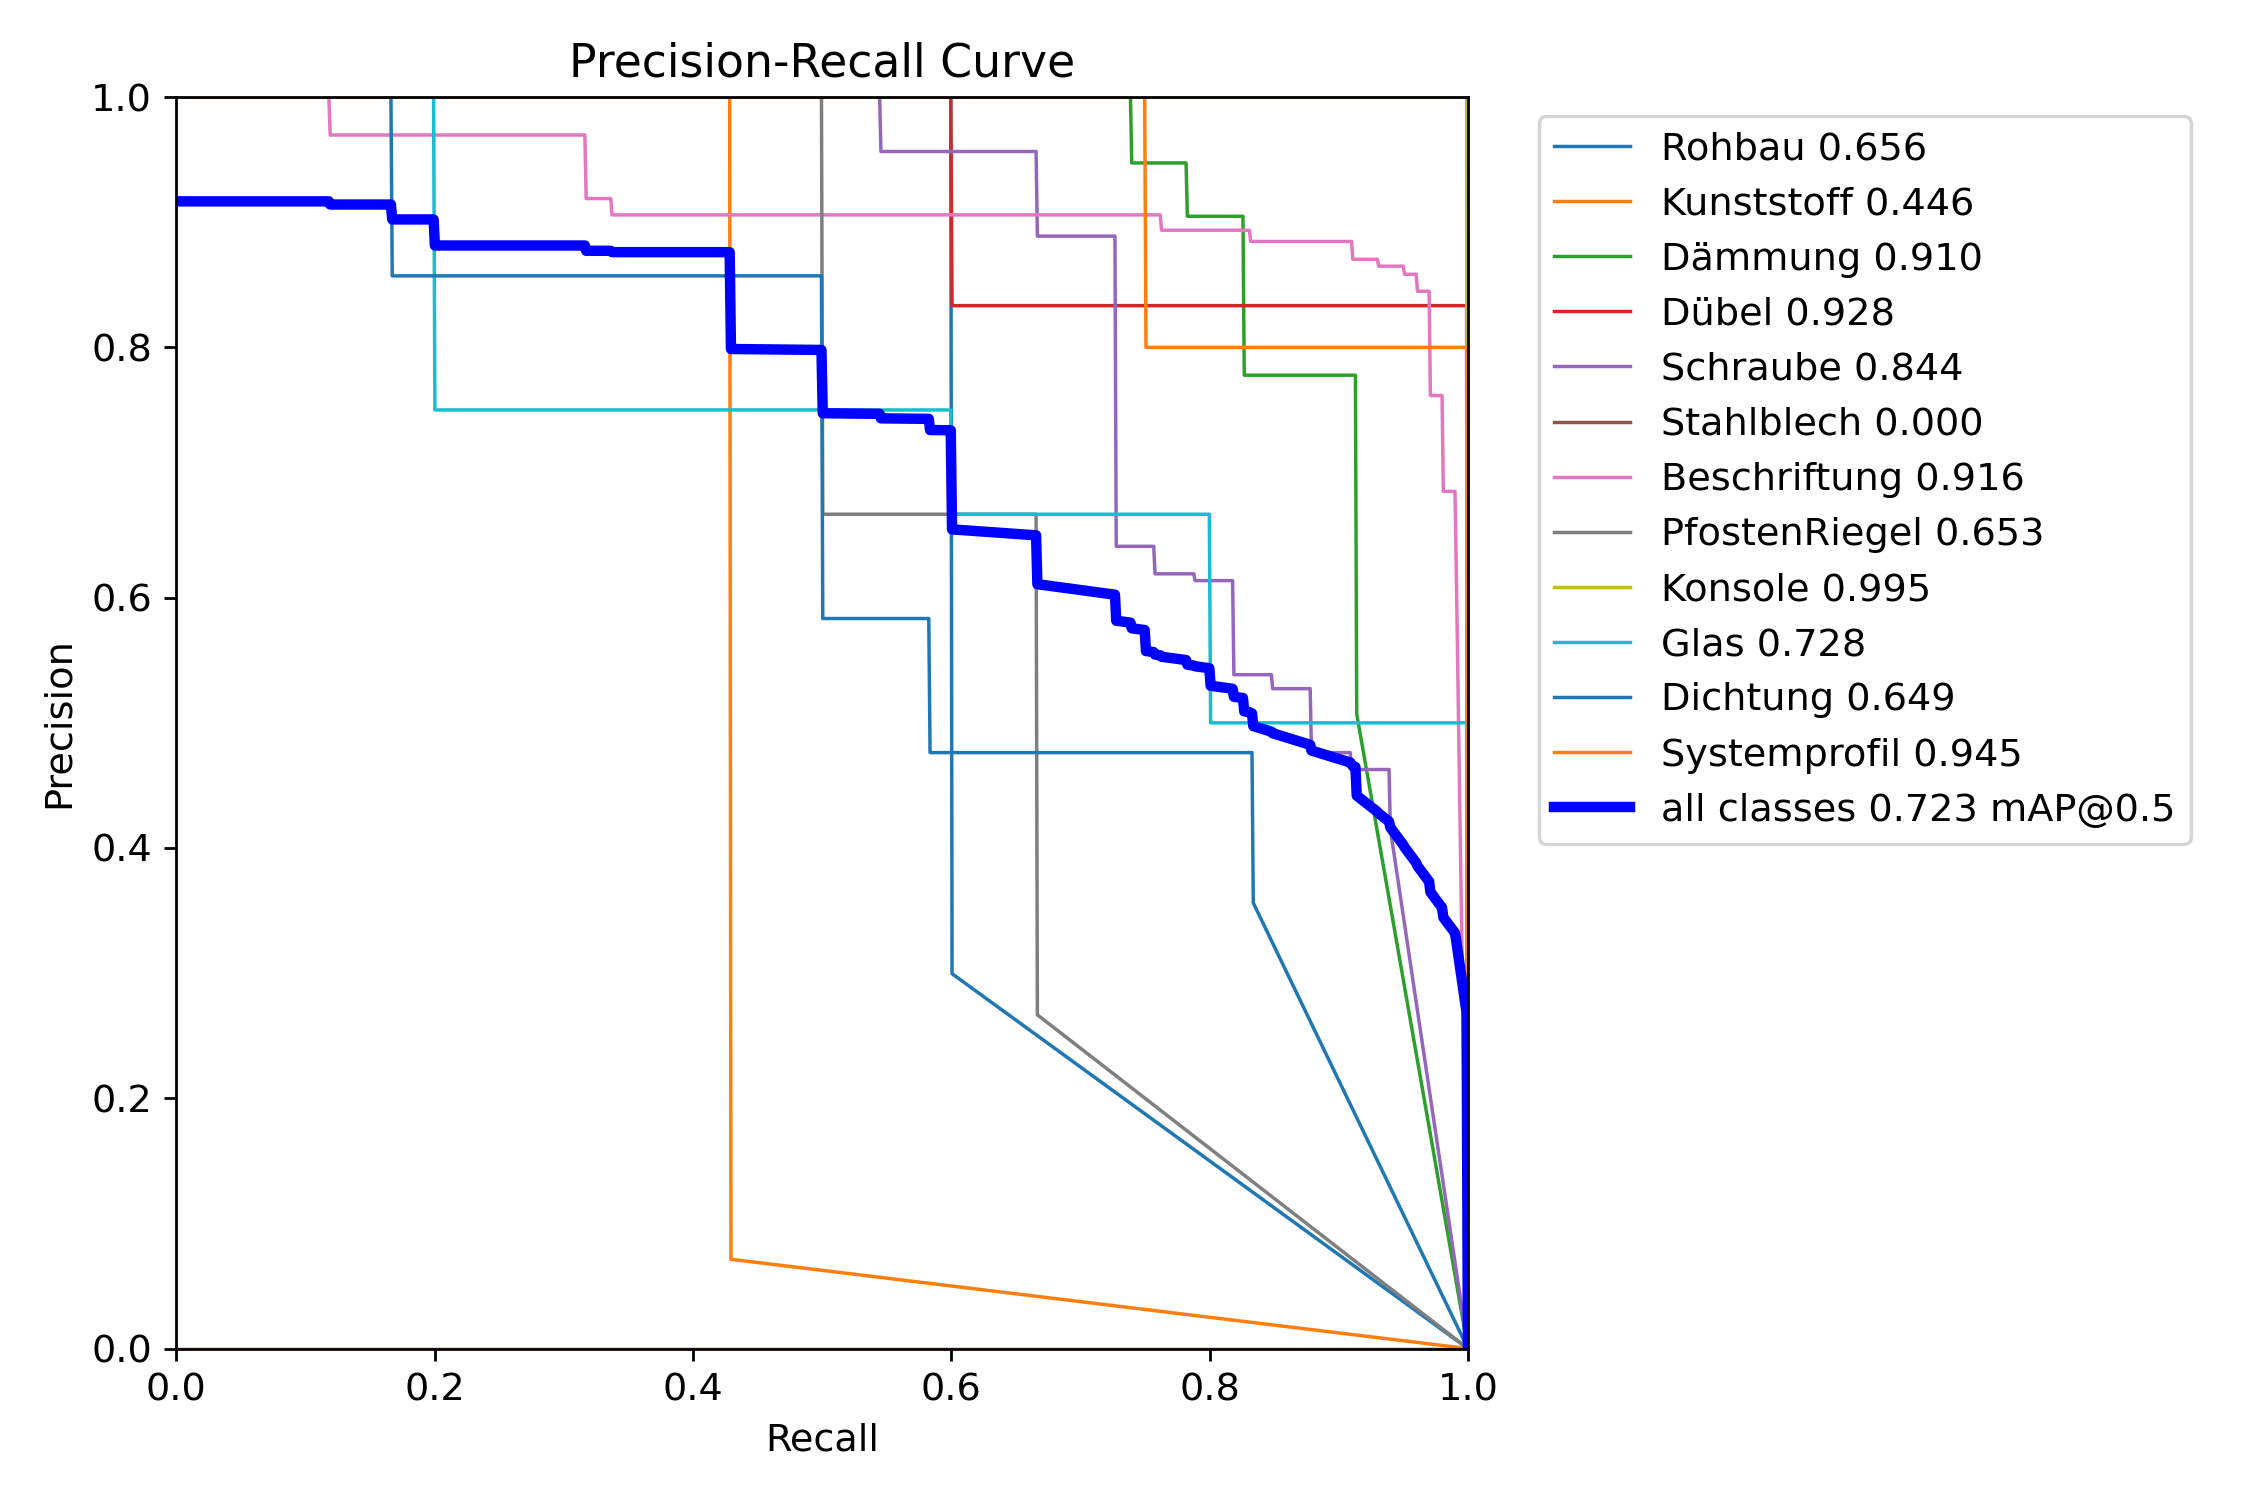 Precision-Recall Curve
1.0
0.8
0.6
0.4
0.2
0.0
Precision
0.0 0.2 0.4 0.6 0.8 1.0
Recall
Rohbau 0.656
Kunststoff 0.446
Dämmung 0.910
Dübel 0.928
Schraube 0.844
Stahlblech 0.000
Beschriftung 0.916
PfostenRiegel 0.653
Konsole 0.995
Glas 0.728
Dichtung 0.649
Systemprofil 0.945
all classes 0.723 mAP@0.5